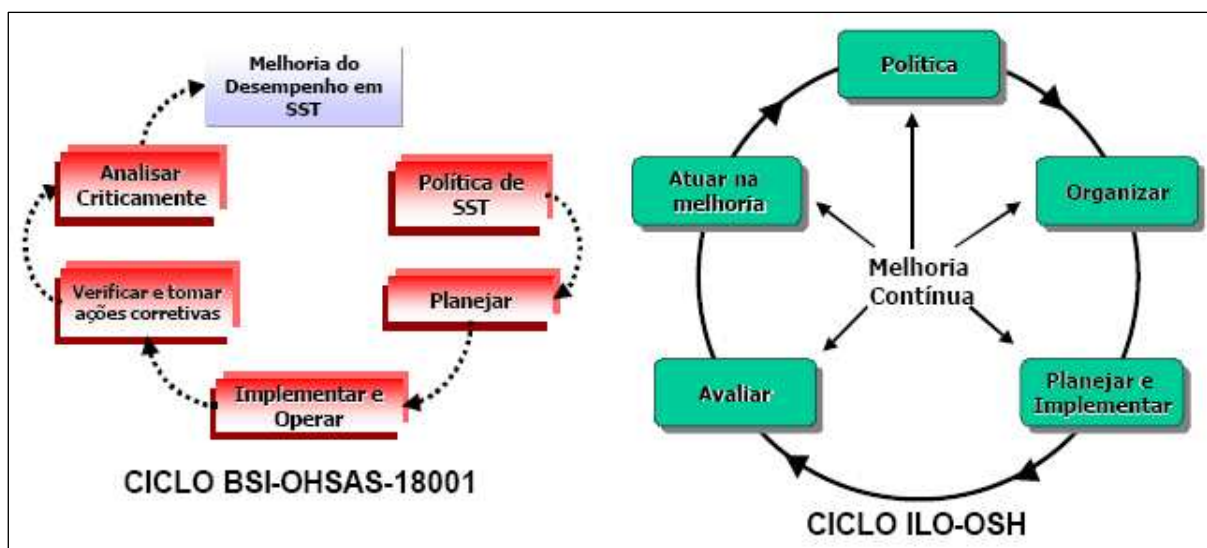 Melhoria do
Desempenho em
SST
Analisar
Criticamente
Política de
SST
Verificar e tomar
ações corretivas
Planejar
Implementar e
Operar
CICLO BSI-OHSAS-18001
Política
Atuar na
melhoria
Organizar
Melhoria
Contínua
Avaliar
Planejar e
Implementar
CICLO ILO-OSH